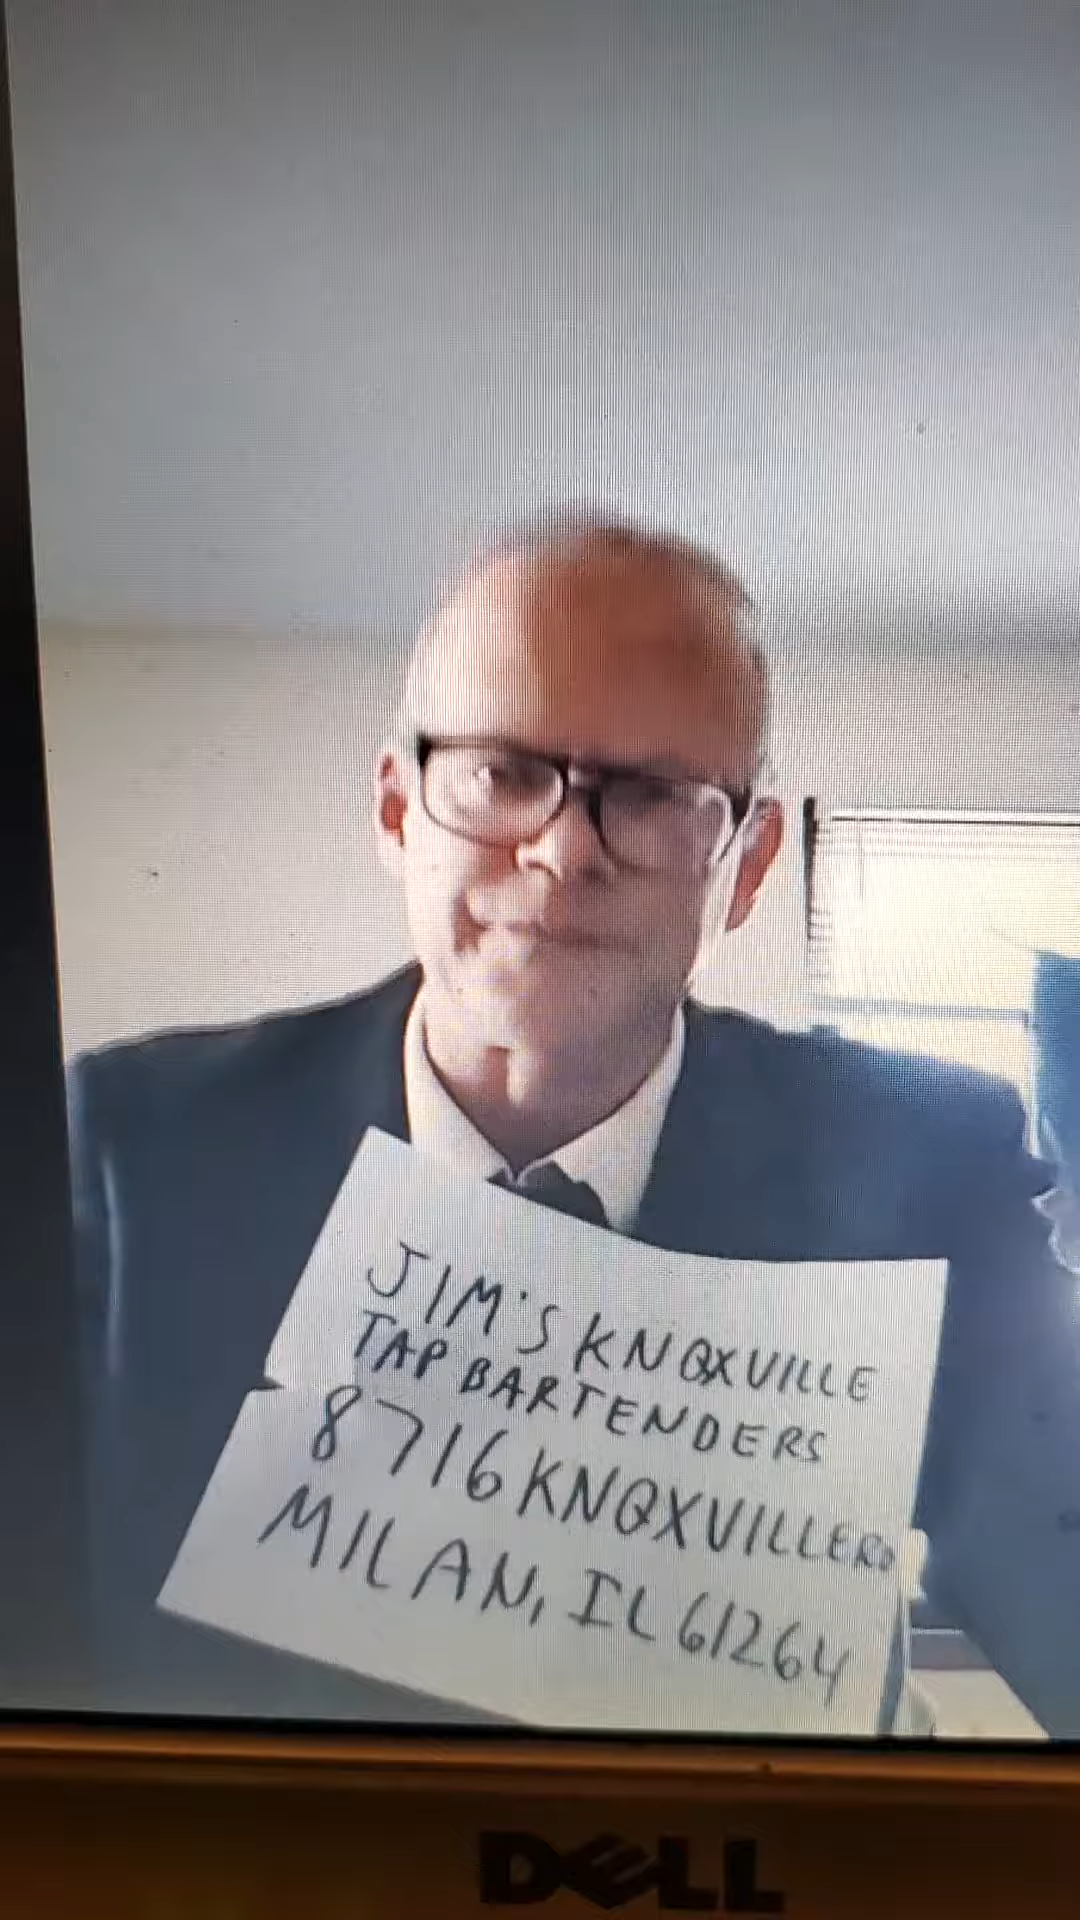 JIM'S KNOXVILLE
TAP BARTENDERS
8716 KNOXVILLE RD
MILAN, IL 61264
DELL